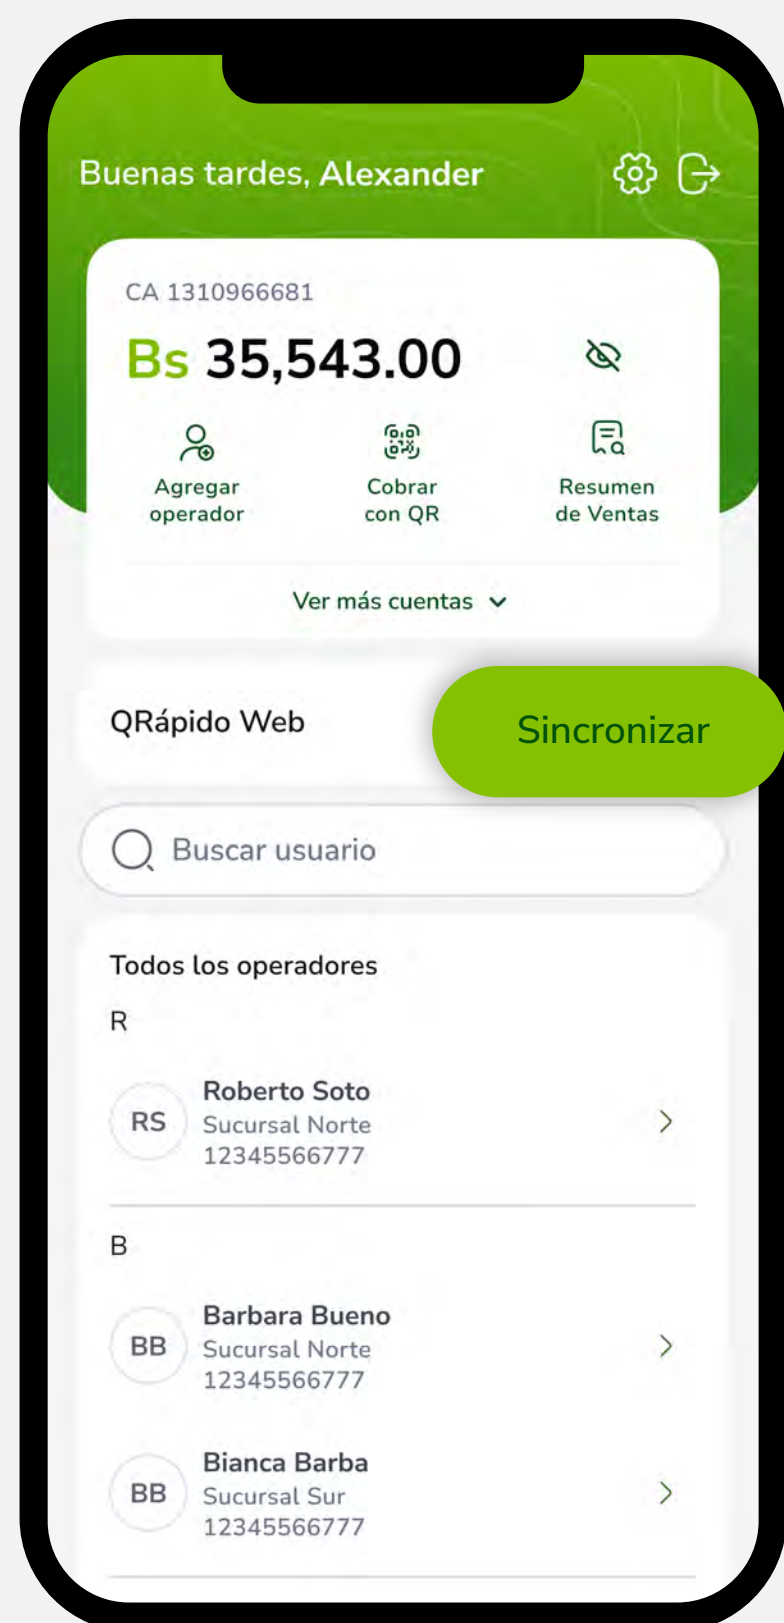 Buenas tardes, Alexander
CA 1310966681
Bs 35,543.00
Agregar
operador
Cobrar
con QR
Resumen
de Ventas
Ver más cuentas
QRápido Web
Sincronizar
Buscar usuario
Todos los operadores
R
RS
Roberto Soto
Sucursal Norte
12345566777
B
BB
Barbara Bueno
Sucursal Norte
12345566777
BB
Bianca Barba
Sucursal Sur
12345566777